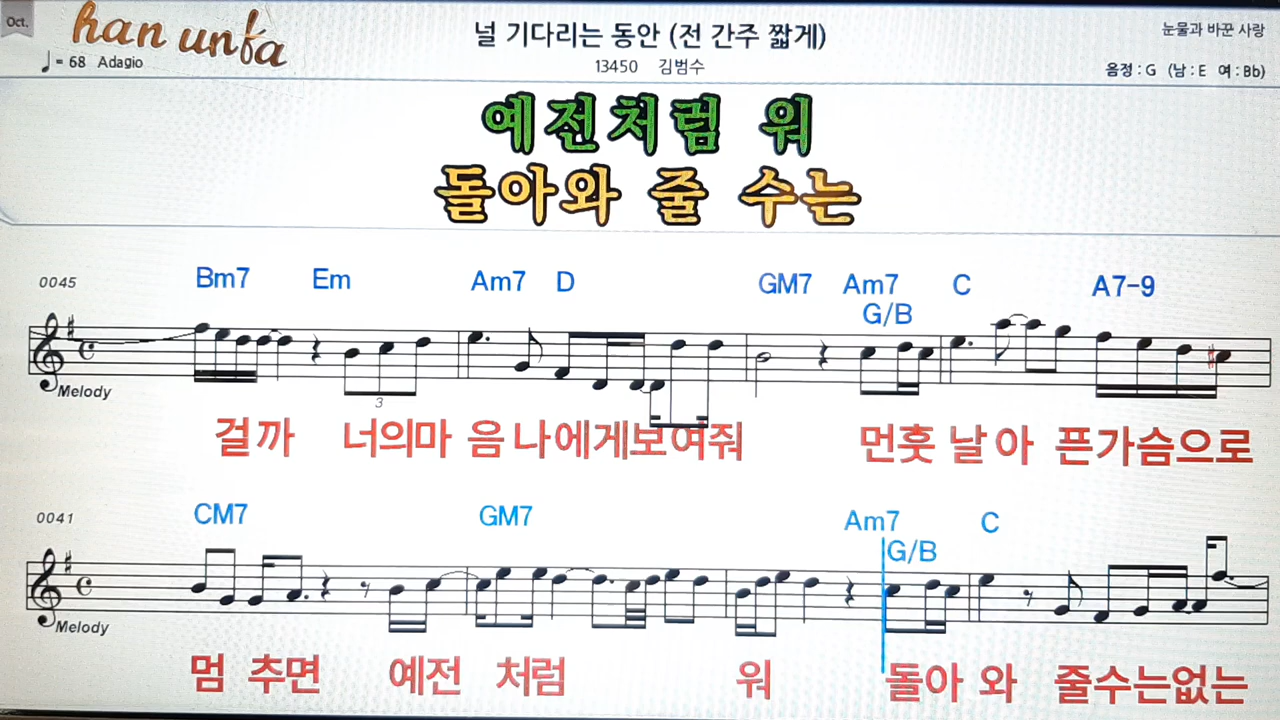 Oct.
han unba
널 기다리는 동안 (전 간주 짧게)
눈물과 바꾼 사랑
♩= 68 Adagio
13450 김범수
음정 : G (남 : E 여 : Bb)
예전처럼 워
돌아와 줄 수는
0045
Bm7 Em Am7 D GM7 Am7 C A7-9
G/B
Melody
3
걸까 너의마 음나에게보여줘 먼훗 날아 픈가슴으로
0041
CM7 GM7 Am7 C
G/B
Melody
멈 추면 예전 처럼 워 돌아 와 줄수는없는